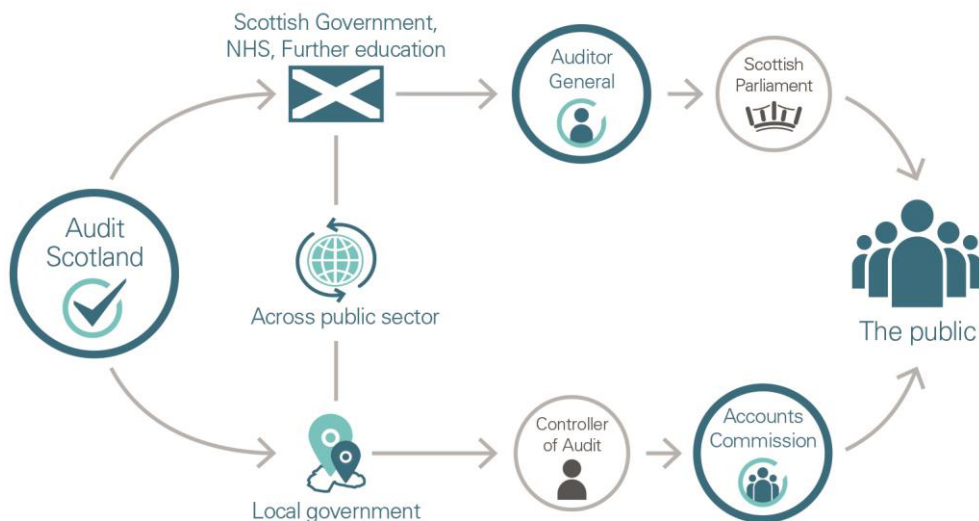 Scottish Government,
NHS, Further education
Auditor
General
Scottish
Parliament
Audit
Scotland
Across public sector
The public
Controller
of Audit
Accounts
Commission
Local government